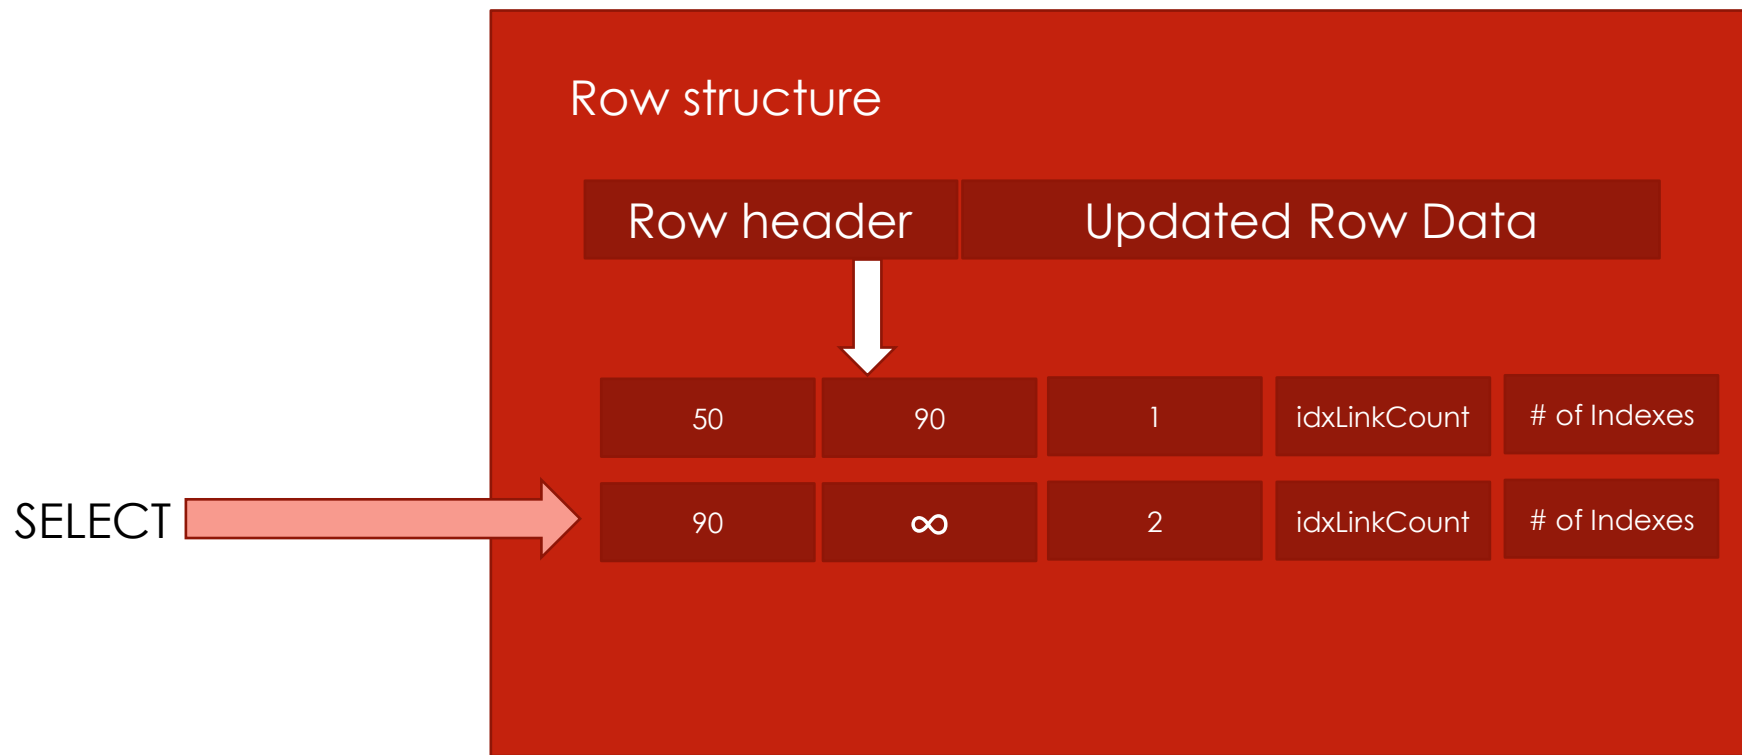 Row structure
Row header Updated Row Data
50 90 1 idxLinkCount # of Indexes
SELECT 90 ∞ 2 idxLinkCount # of Indexes